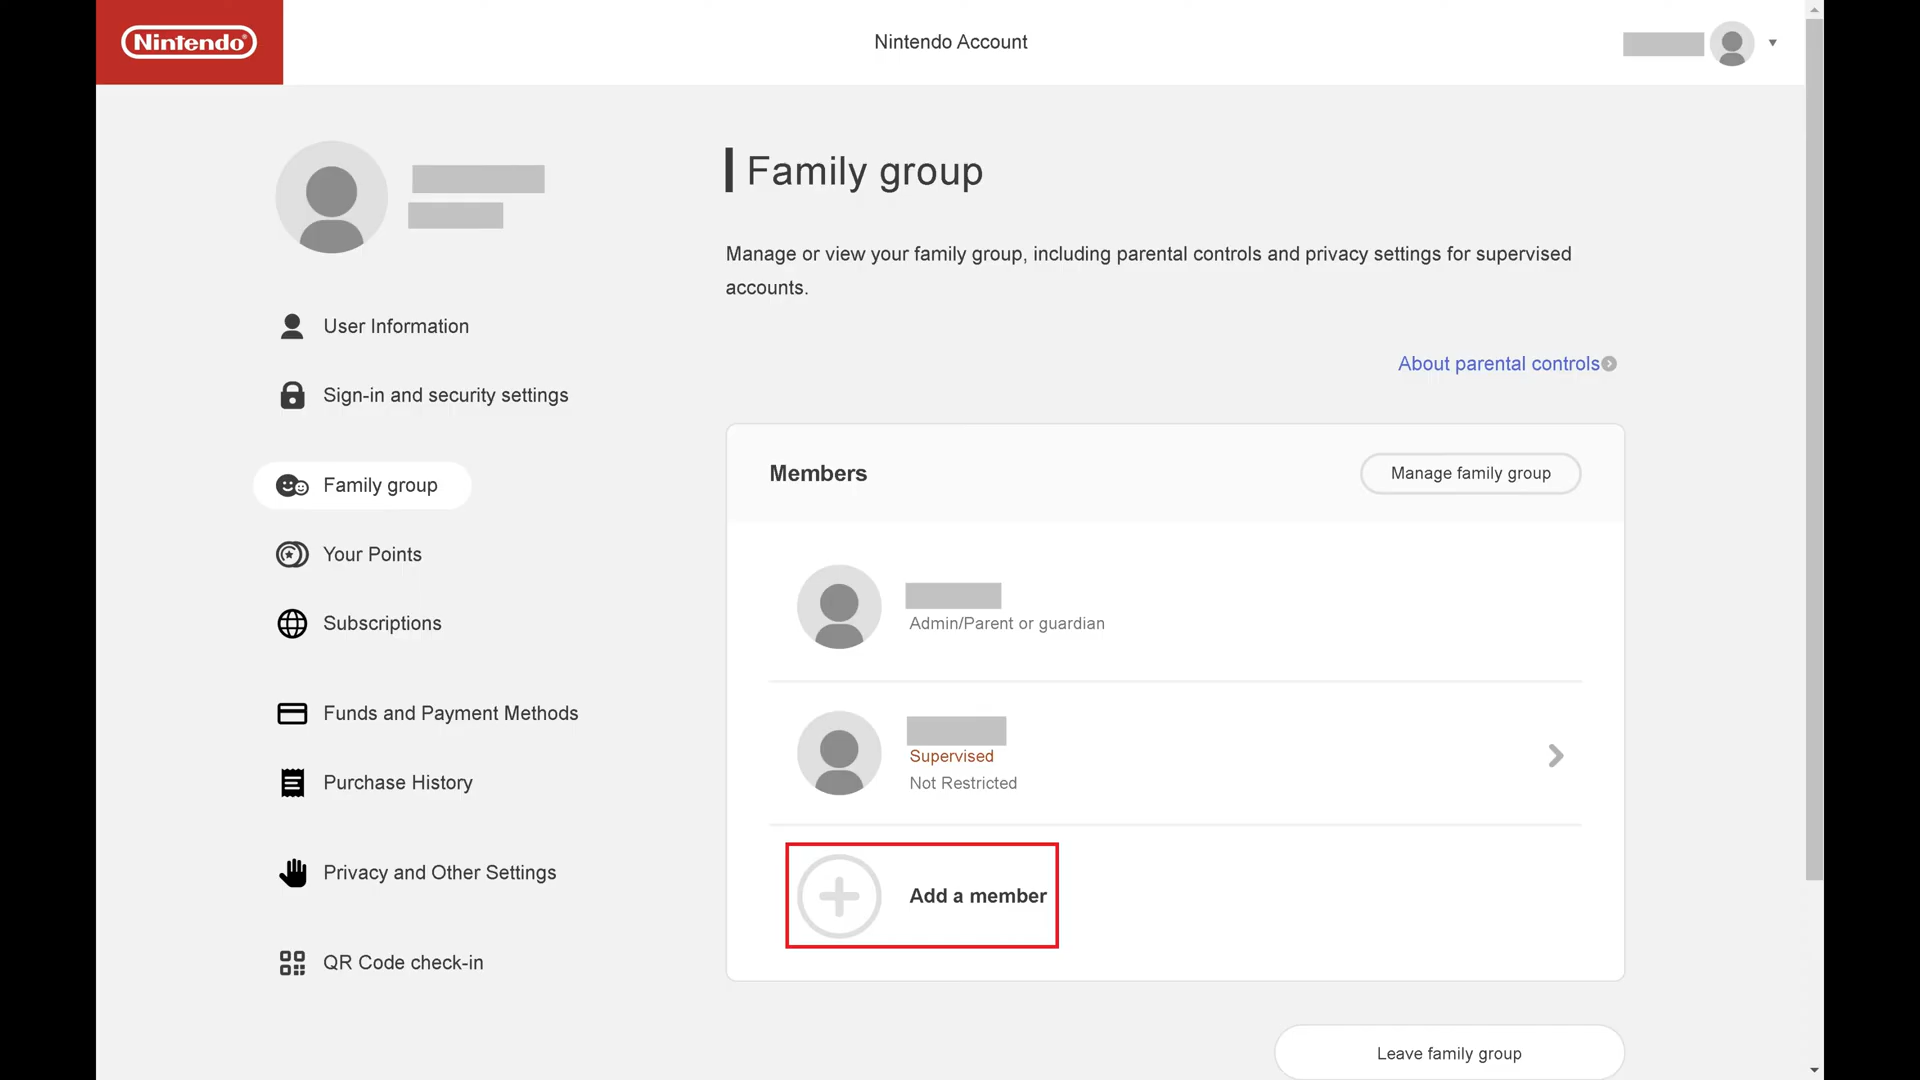 Nintendo®
Nintendo Account
Family group
Manage or view your family group, including parental controls and privacy settings for supervised
accounts.
User Information
About parental controls
Sign-in and security settings
Members
Manage family group
Family group
Your Points
Admin/Parent or guardian
Subscriptions
Funds and Payment Methods
Supervised
Not Restricted
Purchase History
Privacy and Other Settings
Add a member
QR Code check-in
Leave family group